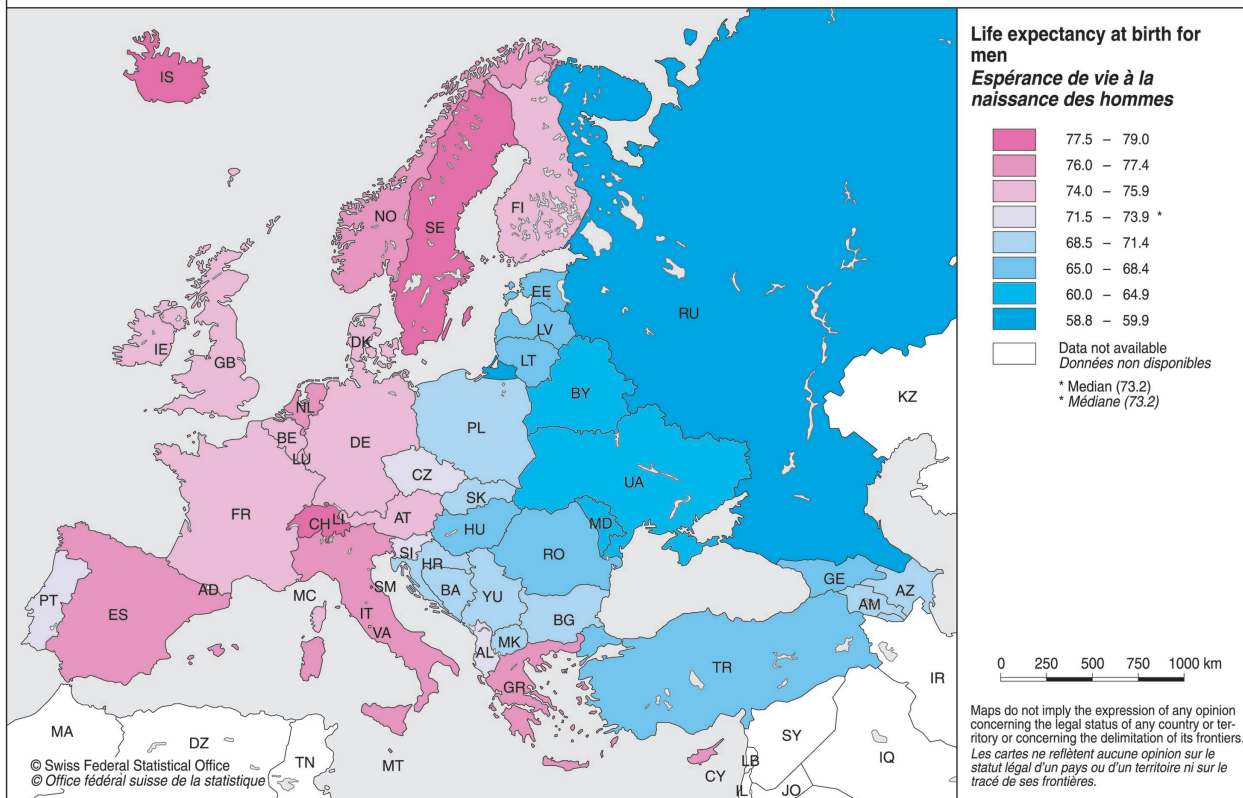 Life expectancy at birth for
men
Espérance de vie à la
naissance des hommes
77.5 – 79.0
76.0 – 77.4
74.0 – 75.9
71.5 – 73.9 *
68.5 – 71.4
65.0 – 68.4
60.0 – 64.9
58.8 – 59.9
Data not available
Données non disponibles
* Median (73.2)
* Médiane (73.2)
IS
NO
SE
FI
RU
EE
LV
LT
IE
GB
DK
NL
BY
KZ
BE
DE
PL
LU
CZ
UA
SK
FR
CH
LI
AT
HU
MD
RO
SI
HR
GE
AZ
AM
BA
YU
BG
PT
ES
AD
MC
SM
IT
VA
AL
MK
TR
GR
MA
DZ
TN
MT
CY
LB
IL
SY
JO
IQ
IR
0 250 500 750 1000 km
Maps do not imply the expression of any opinion
concerning the legal status of any country or ter-
ritory or concerning the delimitation of its frontiers.
Les cartes ne reflètent aucune opinion sur le
statut légal d'un pays ou d'un territoire ni sur le
tracé de ses frontières.
© Swiss Federal Statistical Office
© Office fédéral suisse de la statistique